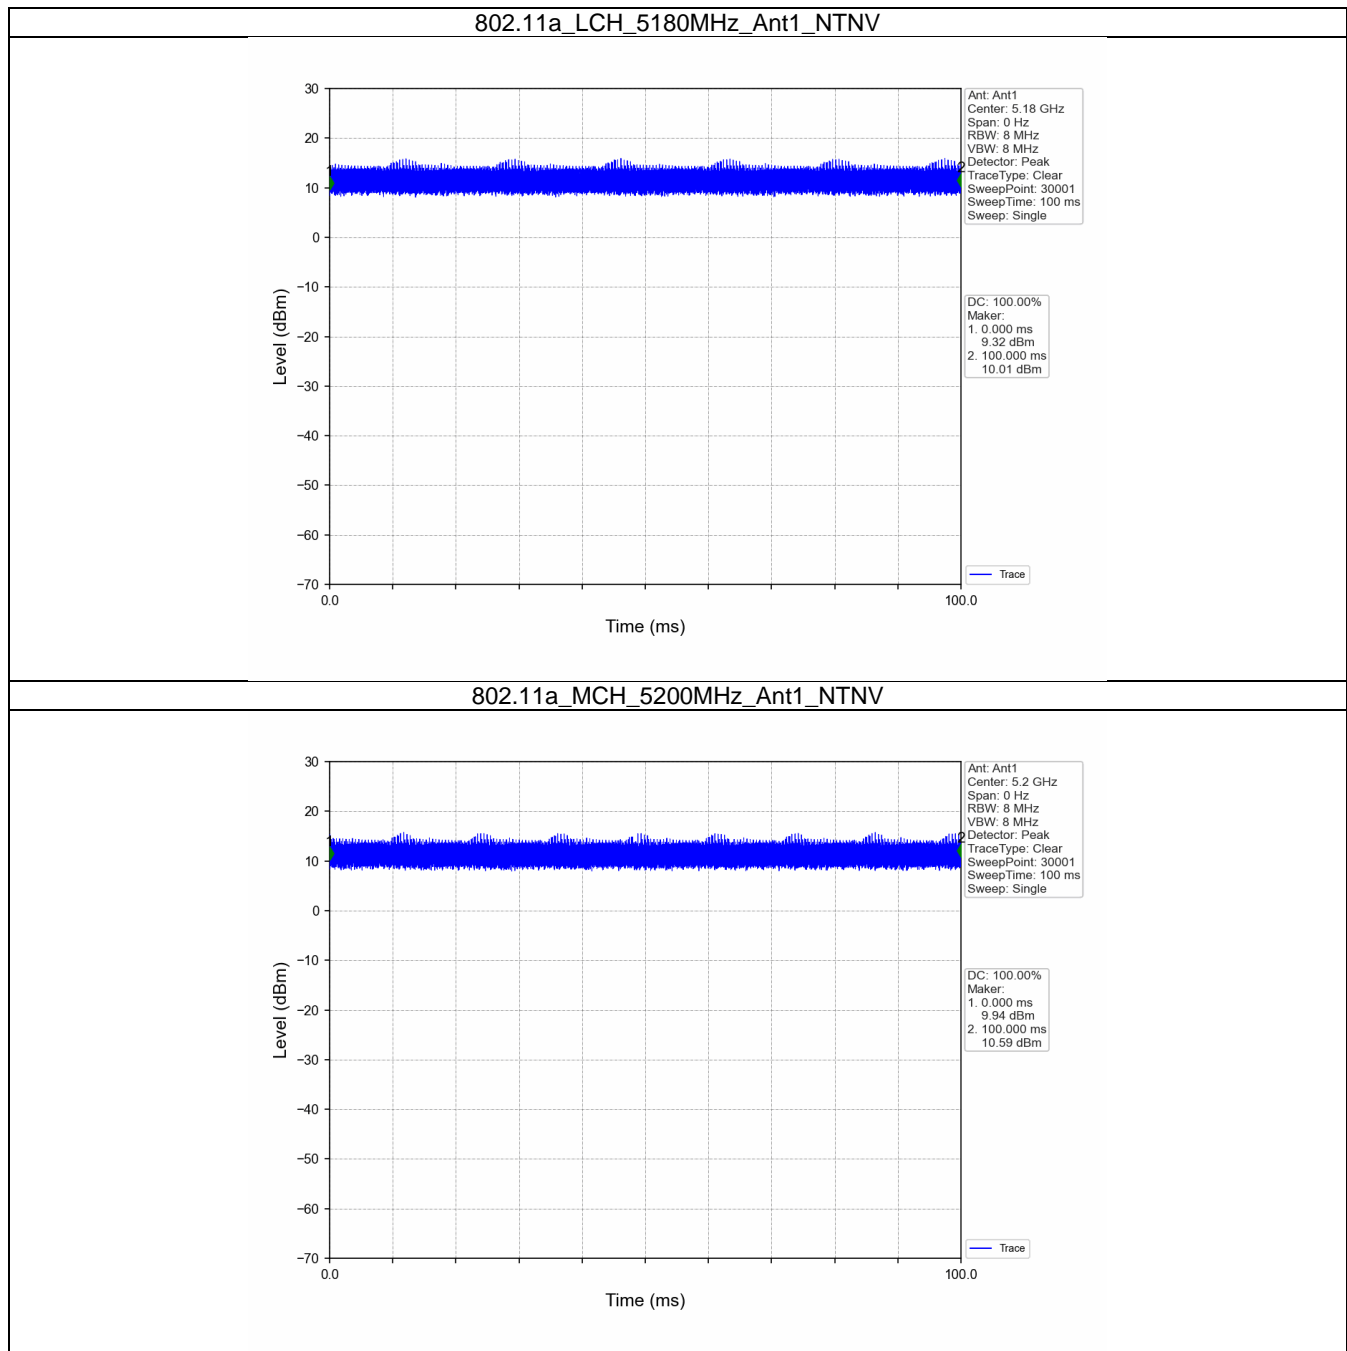 802.11a_LCH_5180MHz_Ant1_NTNV
30
20
10
0
−10
−20
−30
−40
−50
−60
−70
Level (dBm)
0.0
100.0
Time (ms)
1
2
Ant: Ant1
Center: 5.18 GHz
Span: 0 Hz
RBW: 8 MHz
VBW: 8 MHz
Detector: Peak
TraceType: Clear
SweepPoint: 30001
SweepTime: 100 ms
Sweep: Single
DC: 100.00%
Maker:
1. 0.000 ms
9.32 dBm
2. 100.000 ms
10.01 dBm
Trace
802.11a_MCH_5200MHz_Ant1_NTNV
30
20
10
0
−10
−20
−30
−40
−50
−60
−70
Level (dBm)
0.0
100.0
Time (ms)
1
2
Ant: Ant1
Center: 5.2 GHz
Span: 0 Hz
RBW: 8 MHz
VBW: 8 MHz
Detector: Peak
TraceType: Clear
SweepPoint: 30001
SweepTime: 100 ms
Sweep: Single
DC: 100.00%
Maker:
1. 0.000 ms
9.94 dBm
2. 100.000 ms
10.59 dBm
Trace